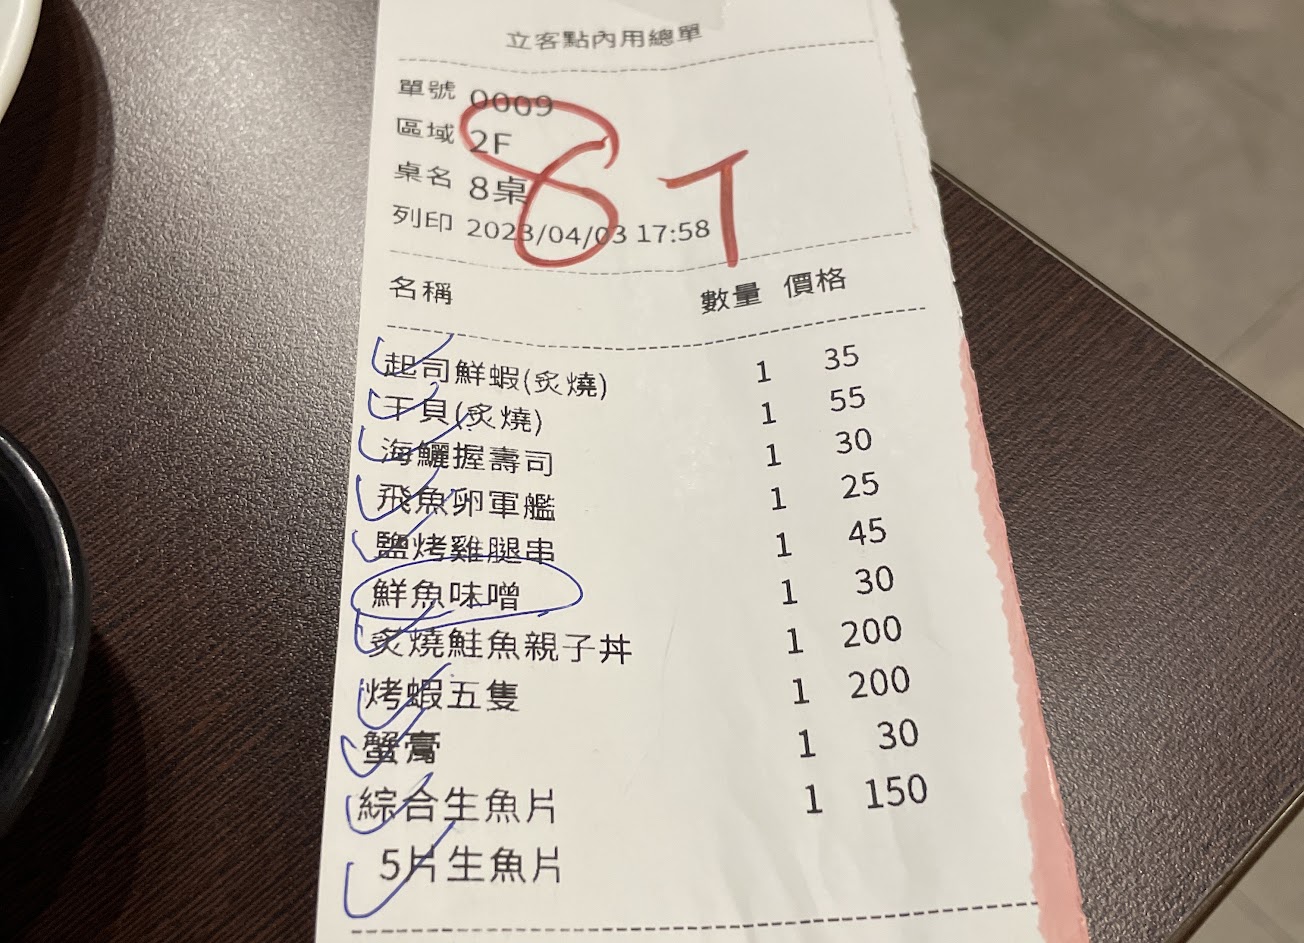 立客點內用總單
單號 0009
區域 2F
桌名 8桌
列印 2023/04/03 17:58
8T
名稱 數量 價格
起司鮮蝦(炙燒) 1 35
干貝(炙燒) 1 55
海鱺握壽司 1 30
飛魚卵軍艦 1 25
鹽烤雞腿串 1 45
鮮魚味噌 1 30
炙燒鮭魚親子丼 1 200
烤蝦五隻 1 200
蟹膏 1 30
綜合生魚片 1 150
5片生魚片